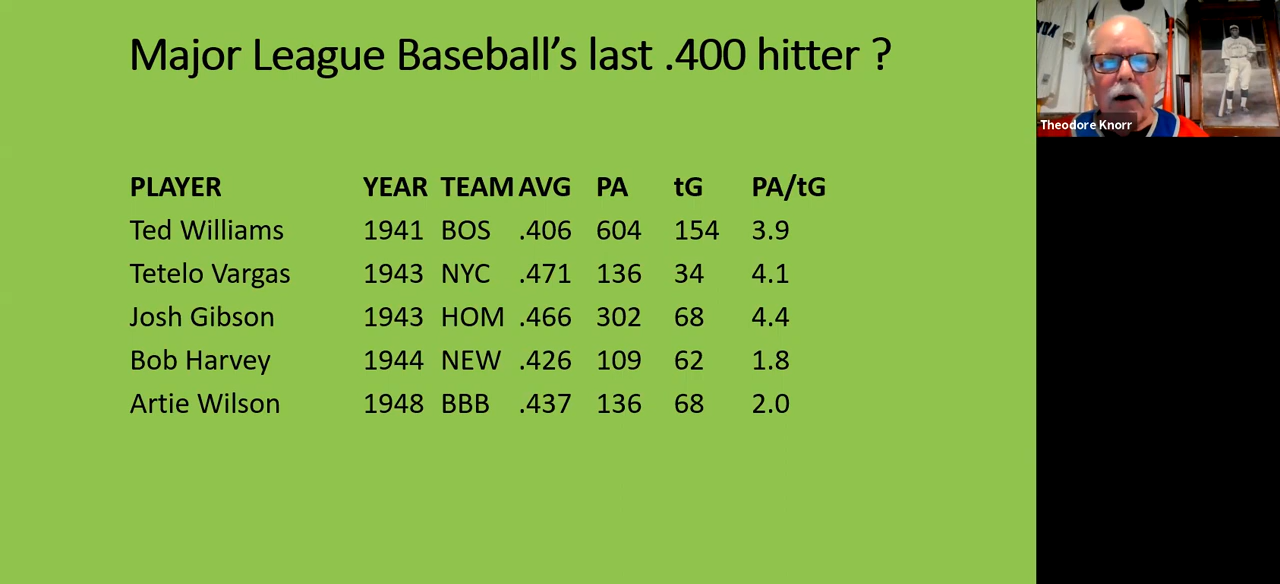 Major League Baseball's last .400 hitter ?
PLAYER YEAR TEAM AVG PA tG PA/tG
Ted Williams 1941 BOS .406 604 154 3.9
Tetelo Vargas 1943 NYC .471 136 34 4.1
Josh Gibson 1943 HOM .466 302 68 4.4
Bob Harvey 1944 NEW .426 109 62 1.8
Artie Wilson 1948 BBB .437 136 68 2.0
Theodore Knorr